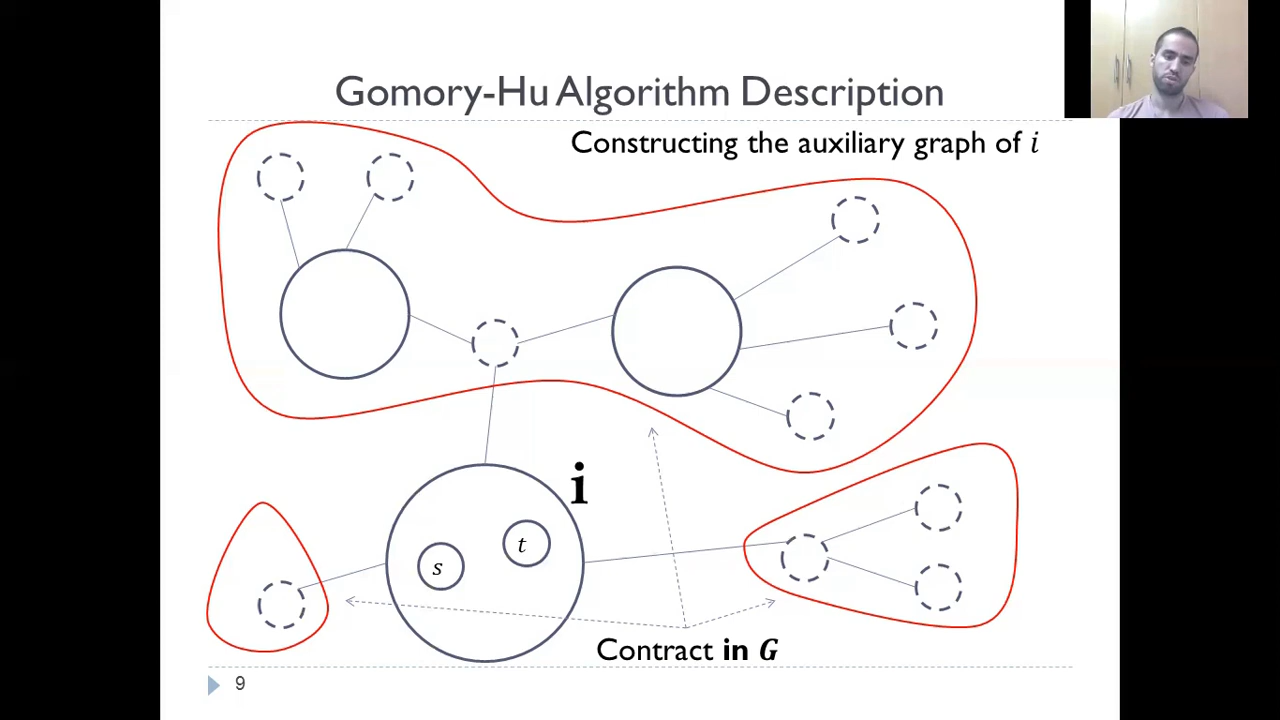 Gomory-Hu Algorithm Description
Constructing the auxiliary graph of i
i
s
t
Contract in G
9